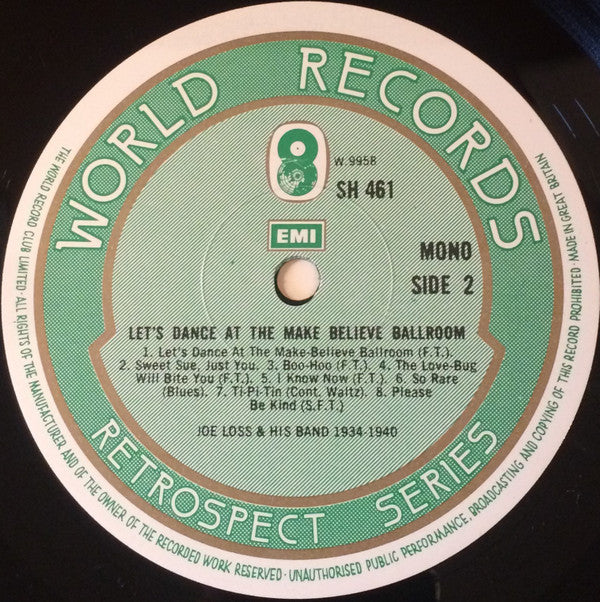 WORLD RECORDS
W. 9958
SH 461
EMI
MONO
SIDE 2
LET'S DANCE AT THE MAKE BELIEVE BALLROOM
1. Let's Dance At The Make-Believe Ballroom (F.T.).
2. Sweet Sue, Just You. 3. Boo-Hoo (F.T.). 4. The Love-Bug
Will Bite You (F.T.). 5. I Know Now (F.T.). 6. So Rare
(Blues). 7. Ti-Pi-Tin (Cont. Waltz). 8. Please
Be Kind (S.F.T.)
JOE LOSS & HIS BAND 1934-1940
RETROSPECT SERIES
THE WORLD RECORD CLUB LIMITED · ALL RIGHTS OF THE MANUFACTURER AND OF THE OWNER OF THE RECORDED WORK RESERVED · UNAUTHORISED PUBLIC PERFORMANCE, BROADCASTING AND COPYING OF THIS RECORD PROHIBITED · MADE IN GREAT BRITAIN